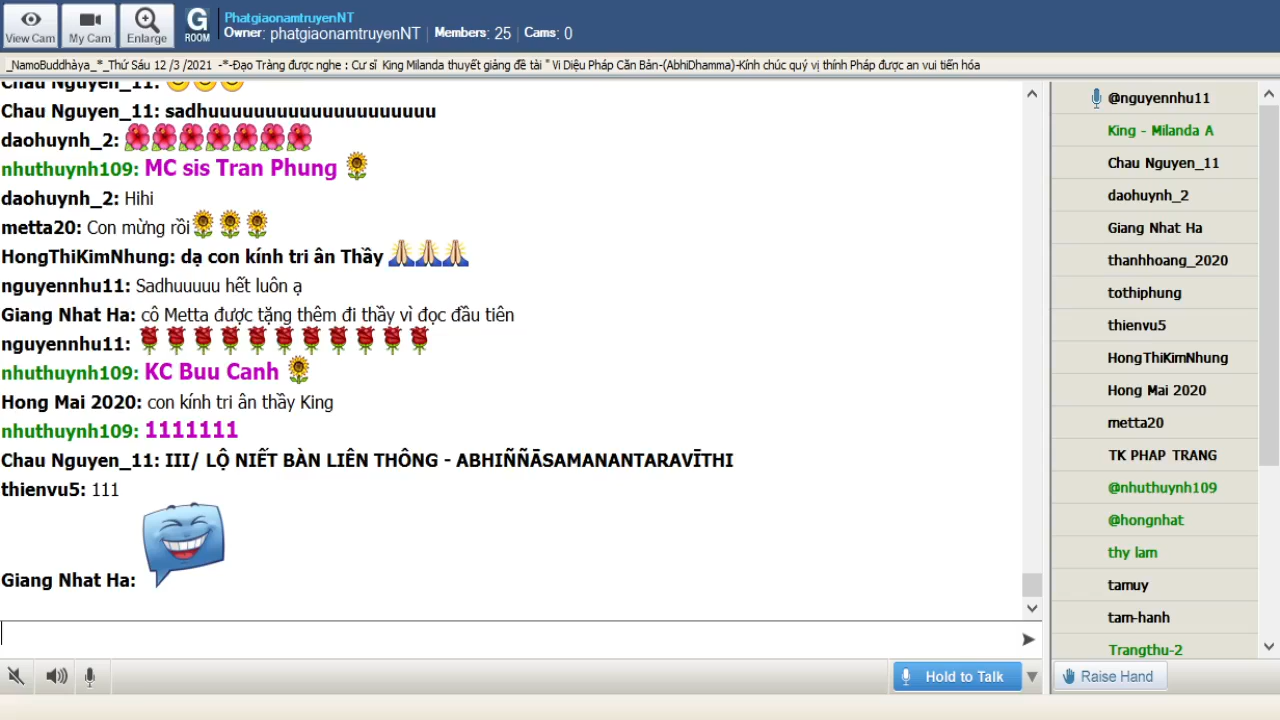 View Cam
My Cam
Enlarge
G
ROOM
PhatgiaonamtruyenNT
Owner: phatgiaonamtruyenNT | Members: 25 | Cams: 0
_NamoBuddhàya_*_Thứ Sáu 12 /3 /2021 -*-Đạo Tràng được nghe : Cư sĩ King Milanda thuyết giảng đề tài " Vi Diệu Pháp Căn Bản-(AbhiDhamma)-Kính chúc quý vị thính Pháp được an vui tiến hóa
Chau Nguyen_11:
Chau Nguyen_11: sadhuuuuuuuuuuuuuuuuuuuu
daohuynh_2:
nhuthuynh109: MC sis Tran Phung
daohuynh_2: Hihi
metta20: Con mừng rồi
HongThiKimNhung: dạ con kính tri ân Thầy
nguyennhu11: Sadhuuuuu hết luôn ạ
Giang Nhat Ha: cô Metta được tặng thêm đi thầy vì đọc đầu tiên
nguyennhu11:
nhuthuynh109: KC Buu Canh
Hong Mai 2020: con kính tri ân thầy King
nhuthuynh109: 1111111
Chau Nguyen_11: III/ LỘ NIẾT BÀN LIÊN THÔNG - ABHIÑÑĀSAMANANTARAVĪTHI
thienvu5: 111
Giang Nhat Ha:
@nguyennhu11
King - Milanda A
Chau Nguyen_11
daohuynh_2
Giang Nhat Ha
thanhhoang_2020
tothiphung
thienvu5
HongThiKimNhung
Hong Mai 2020
metta20
TK PHAP TRANG
@nhuthuynh109
@hongnhat
thy lam
tamuy
tam-hanh
Trangthu-2
Hold to Talk
Raise Hand